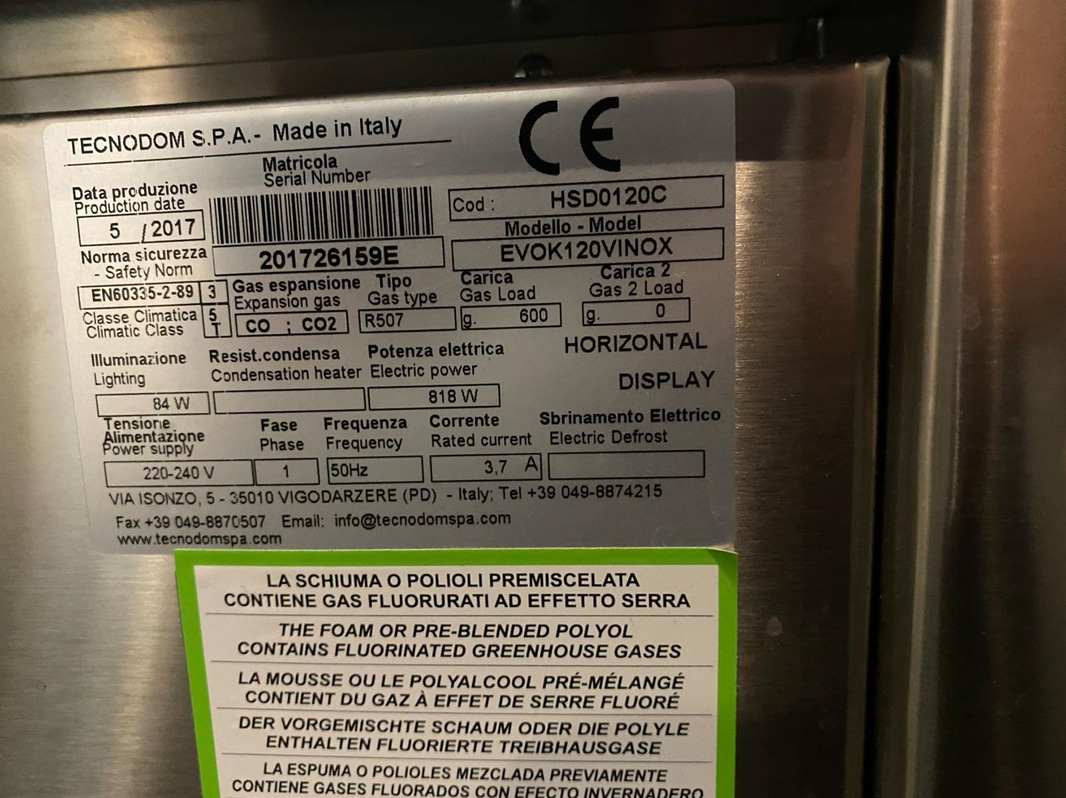 TECNODOM S.P.A.- Made in Italy
CE
Matricola
Serial Number
Data produzione
Production date
5 / 2017
201726159E
Cod : HSD0120C
Modello - Model
EVOK120VINOX
Norma sicurezza
- Safety Norm
EN60335-2-89 3
Gas espansione
Expansion gas
CO ; CO2
Tipo
Gas type
R507
Carica
Gas Load
g. 600
Carica 2
Gas 2 Load
g. 0
Classe Climatica
Climatic Class
5
T
HORIZONTAL
DISPLAY
Illuminazione
Lighting
84 W
Resist.condensa
Condensation heater
Potenza elettrica
Electric power
818 W
Tensione
Alimentazione
Power supply
220-240 V
Fase
Phase
1
Frequenza
Frequency
50Hz
Corrente
Rated current
3,7 A
Sbrinamento Elettrico
Electric Defrost
VIA ISONZO, 5 - 35010 VIGODARZERE (PD) - Italy; Tel +39 049-8874215
Fax +39 049-8870507 Email: info@tecnodomspa.com
www.tecnodomspa.com
LA SCHIUMA O POLIOLI PREMISCELATA
CONTIENE GAS FLUORURATI AD EFFETTO SERRA
THE FOAM OR PRE-BLENDED POLYOL
CONTAINS FLUORINATED GREENHOUSE GASES
LA MOUSSE OU LE POLYALCOOL PRÉ-MÉLANGÉ
CONTIENT DU GAZ À EFFET DE SERRE FLUORÉ
DER VORGEMISCHTE SCHAUM ODER DIE POLYLE
ENTHALTEN FLUORIERTE TREIBHAUSGASE
LA ESPUMA O POLIOLES MEZCLADA PREVIAMENTE
CONTIENE GASES FLUORADOS CON EFECTO INVERNADERO